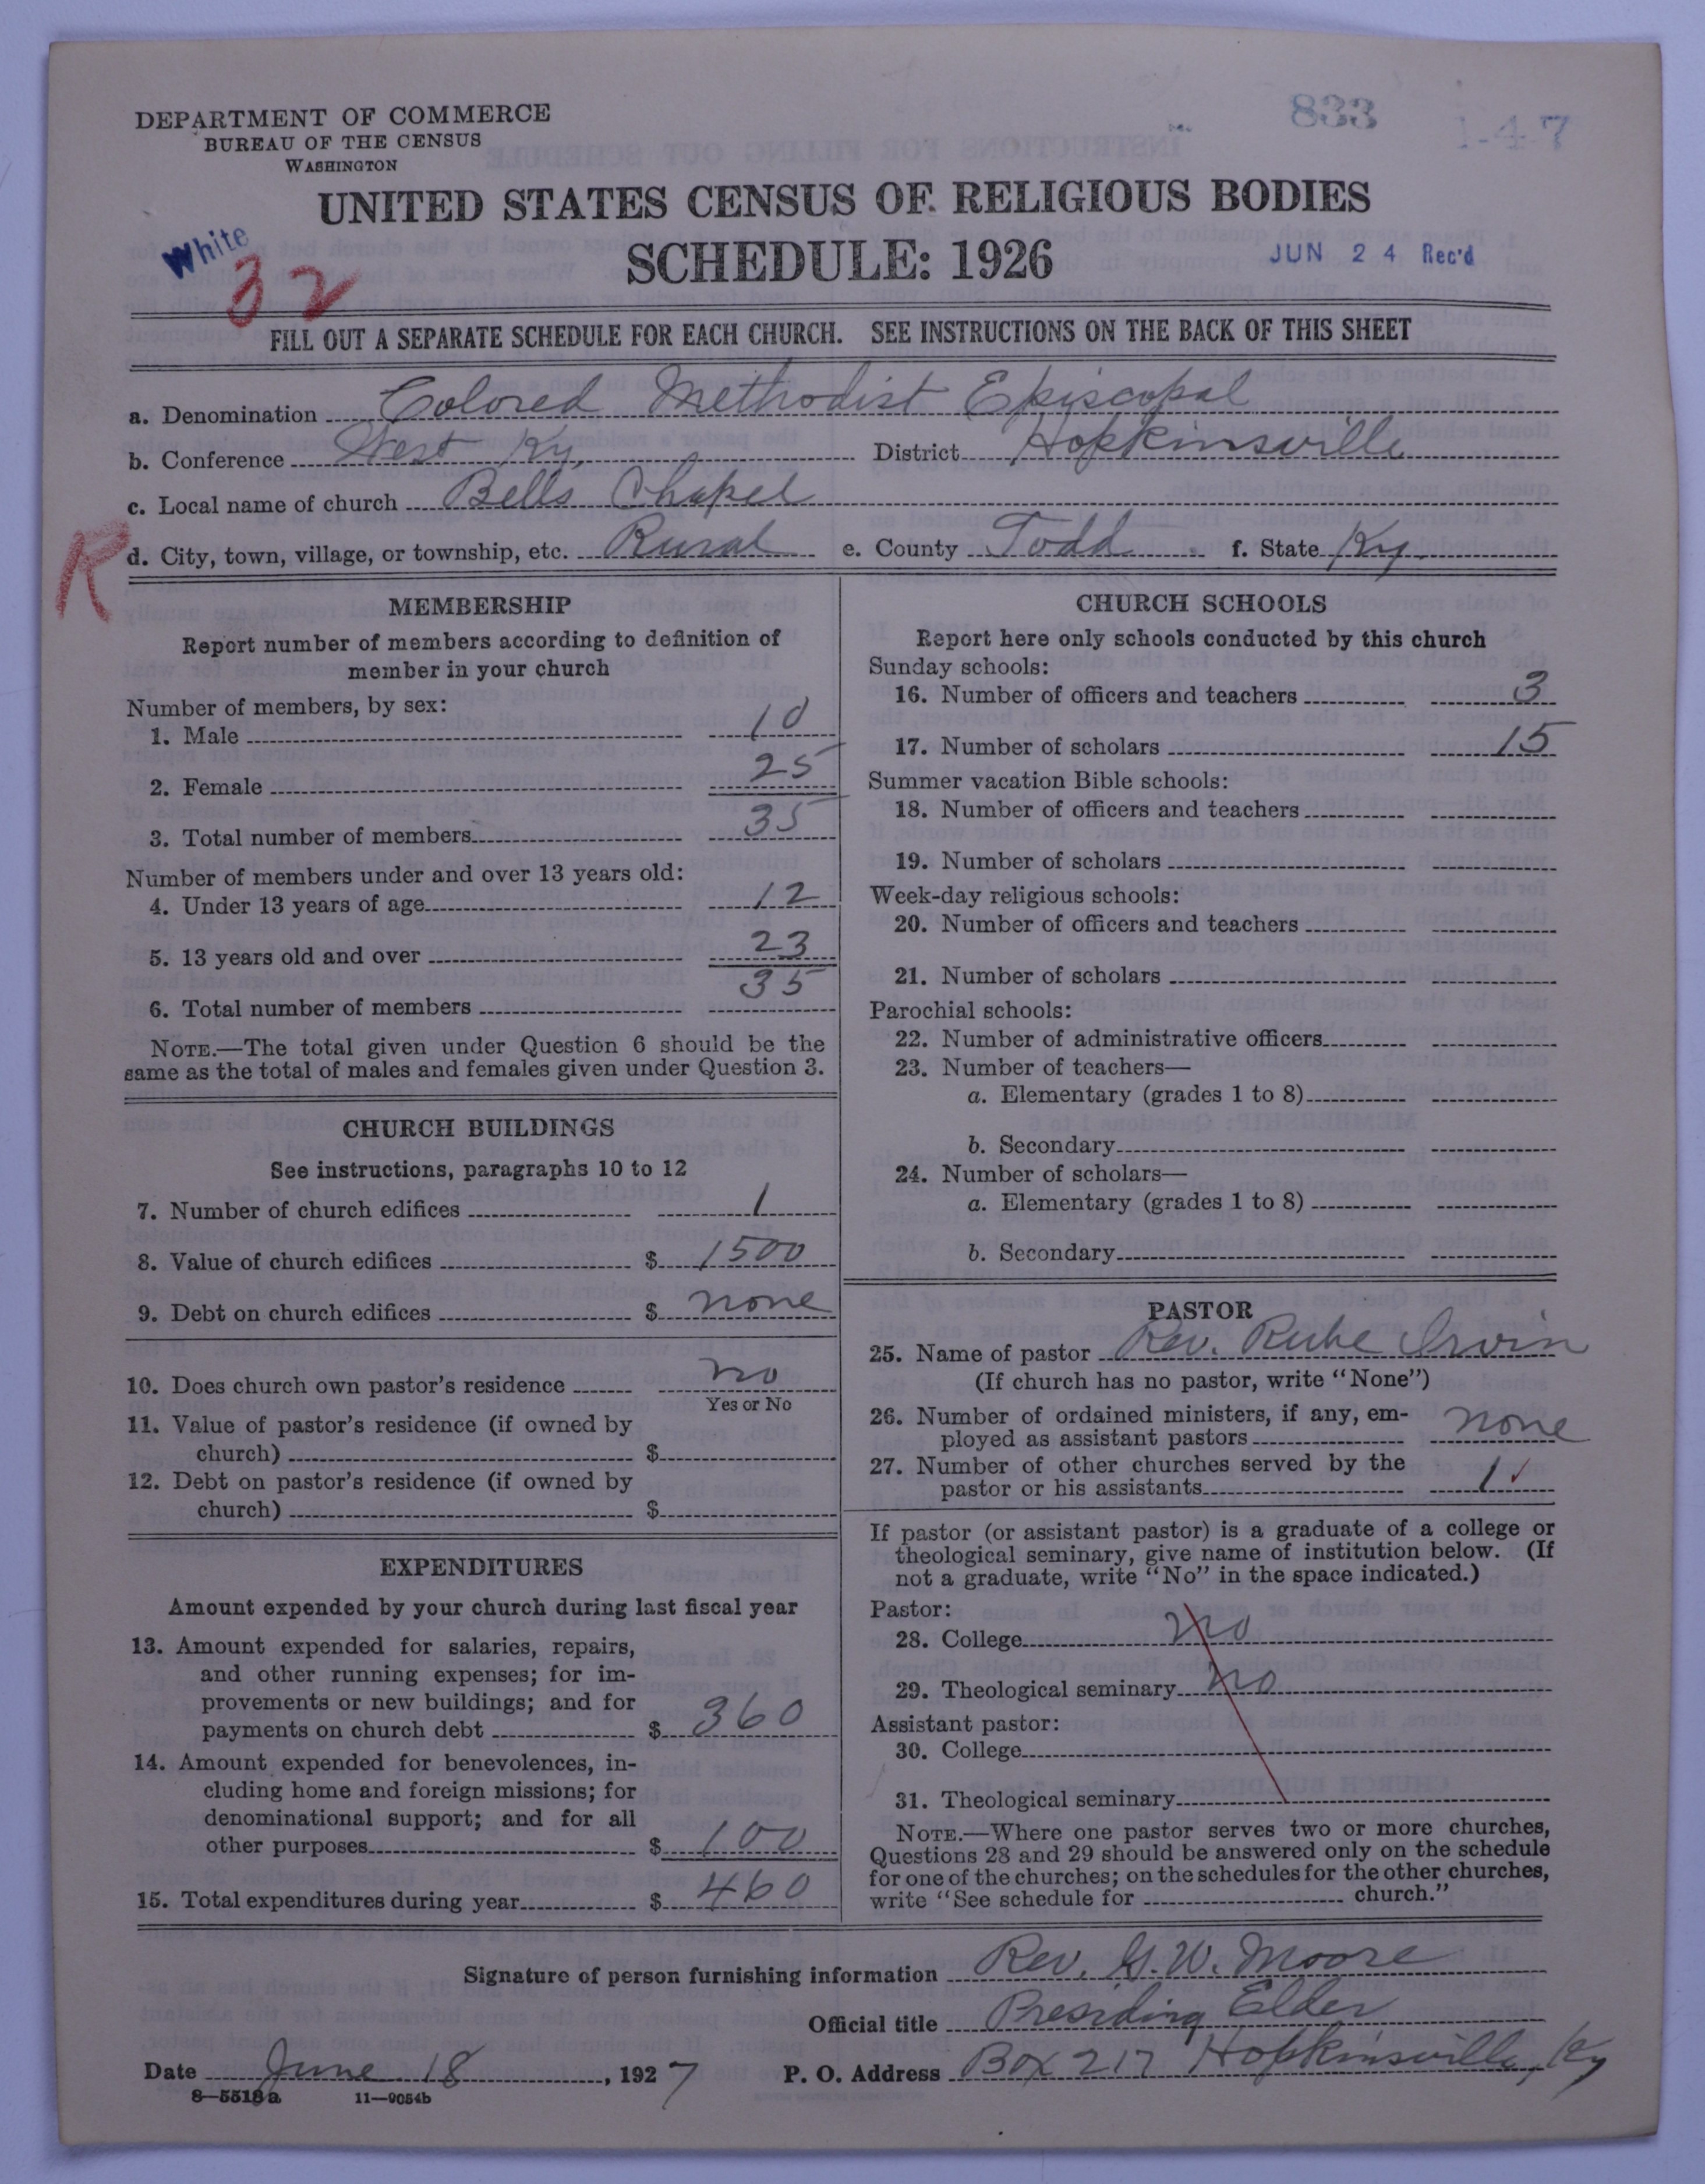 DEPARTMENT OF COMMERCE
BUREAU OF THE CENSUS
WASHINGTON
833
1-4-7
UNITED STATES CENSUS OF RELIGIOUS BODIES
SCHEDULE: 1926
White
32
JUN 24 Rec'd
FILL OUT A SEPARATE SCHEDULE FOR EACH CHURCH. SEE INSTRUCTIONS ON THE BACK OF THIS SHEET
a. Denomination Colored Methodist Episcopal
b. Conference West Ky. District Hopkinsville
c. Local name of church Bells Chapel
R
d. City, town, village, or township, etc. Rural e. County Todd f. State Ky.
MEMBERSHIP
Report number of members according to definition of
member in your church
Number of members, by sex:
1. Male 10
2. Female 25
3. Total number of members 35
Number of members under and over 13 years old:
4. Under 13 years of age 12
5. 13 years old and over 23
6. Total number of members 35
NOTE.—The total given under Question 6 should be the
same as the total of males and females given under Question 3.
CHURCH BUILDINGS
See instructions, paragraphs 10 to 12
7. Number of church edifices 1
8. Value of church edifices $ 1500
9. Debt on church edifices $ none
10. Does church own pastor's residence no
Yes or No
11. Value of pastor's residence (if owned by
church) $
12. Debt on pastor's residence (if owned by
church) $
EXPENDITURES
Amount expended by your church during last fiscal year
13. Amount expended for salaries, repairs,
and other running expenses; for im-
provements or new buildings; and for
payments on church debt $ 360
14. Amount expended for benevolences, in-
cluding home and foreign missions; for
denominational support; and for all
other purposes $ 100
15. Total expenditures during year $ 460
CHURCH SCHOOLS
Report here only schools conducted by this church
Sunday schools:
16. Number of officers and teachers 3
17. Number of scholars 15
Summer vacation Bible schools:
18. Number of officers and teachers
19. Number of scholars
Week-day religious schools:
20. Number of officers and teachers
21. Number of scholars
Parochial schools:
22. Number of administrative officers
23. Number of teachers—
a. Elementary (grades 1 to 8)
b. Secondary
24. Number of scholars—
a. Elementary (grades 1 to 8)
b. Secondary
PASTOR
25. Name of pastor Rev. Rube Irvin
(If church has no pastor, write "None")
26. Number of ordained ministers, if any, em-
ployed as assistant pastors none
27. Number of other churches served by the
pastor or his assistants 1 ✓
If pastor (or assistant pastor) is a graduate of a college or
theological seminary, give name of institution below. (If
not a graduate, write "No" in the space indicated.)
Pastor:
28. College no
29. Theological seminary no
Assistant pastor:
30. College
31. Theological seminary
NOTE.—Where one pastor serves two or more churches,
Questions 28 and 29 should be answered only on the schedule
for one of the churches; on the schedules for the other churches,
write "See schedule for church."
Signature of person furnishing information Rev. G. W. Moore
Official title Presiding Elder
Date June 18, 1927 P. O. Address Box 217 Hopkinsville, Ky
8—5518 a 11—9054b